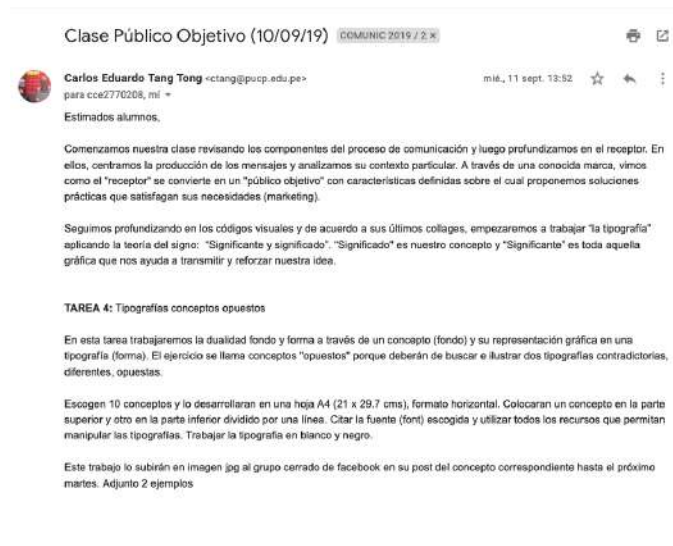 Clase Público Objetivo (10/09/19) COMUNIC 2019 / 2 ×
Carlos Eduardo Tang Tong <ctang@pucp.edu.pe> mié., 11 sept. 13:52
para cce2770208, mí
Estimados alumnos,
Comenzamos nuestra clase revisando los componentes del proceso de comunicación y luego profundizamos en el receptor. En
ellos, centramos la producción de los mensajes y analizamos su contexto particular. A través de una conocida marca, vimos
como el "receptor" se convierte en un "público objetivo" con características definidas sobre el cual proponemos soluciones
prácticas que satisfagan sus necesidades (marketing).
Seguimos profundizando en los códigos visuales y de acuerdo a sus últimos collages, empezaremos a trabajar "la tipografía"
aplicando la teoría del signo: "Significante y significado". "Significado" es nuestro concepto y "Significante" es toda aquella
gráfica que nos ayuda a transmitir y reforzar nuestra idea.
TAREA 4: Tipografías conceptos opuestos
En esta tarea trabajaremos la dualidad fondo y forma a través de un concepto (fondo) y su representación gráfica en una
tipografía (forma). El ejercicio se llama conceptos "opuestos" porque deberán de buscar e ilustrar dos tipografías contradictorias,
diferentes, opuestas.
Escogen 10 conceptos y lo desarrollaran en una hoja A4 (21 x 29.7 cms), formato horizontal. Colocaran un concepto en la parte
superior y otro en la parte inferior dividido por una línea. Citar la fuente (font) escogida y utilizar todos los recursos que permitan
manipular las tipografías. Trabajar la tipografía en blanco y negro.
Este trabajo lo subirán en imagen jpg al grupo cerrado de facebook en su post del concepto correspondiente hasta el próximo
martes. Adjunto 2 ejemplos